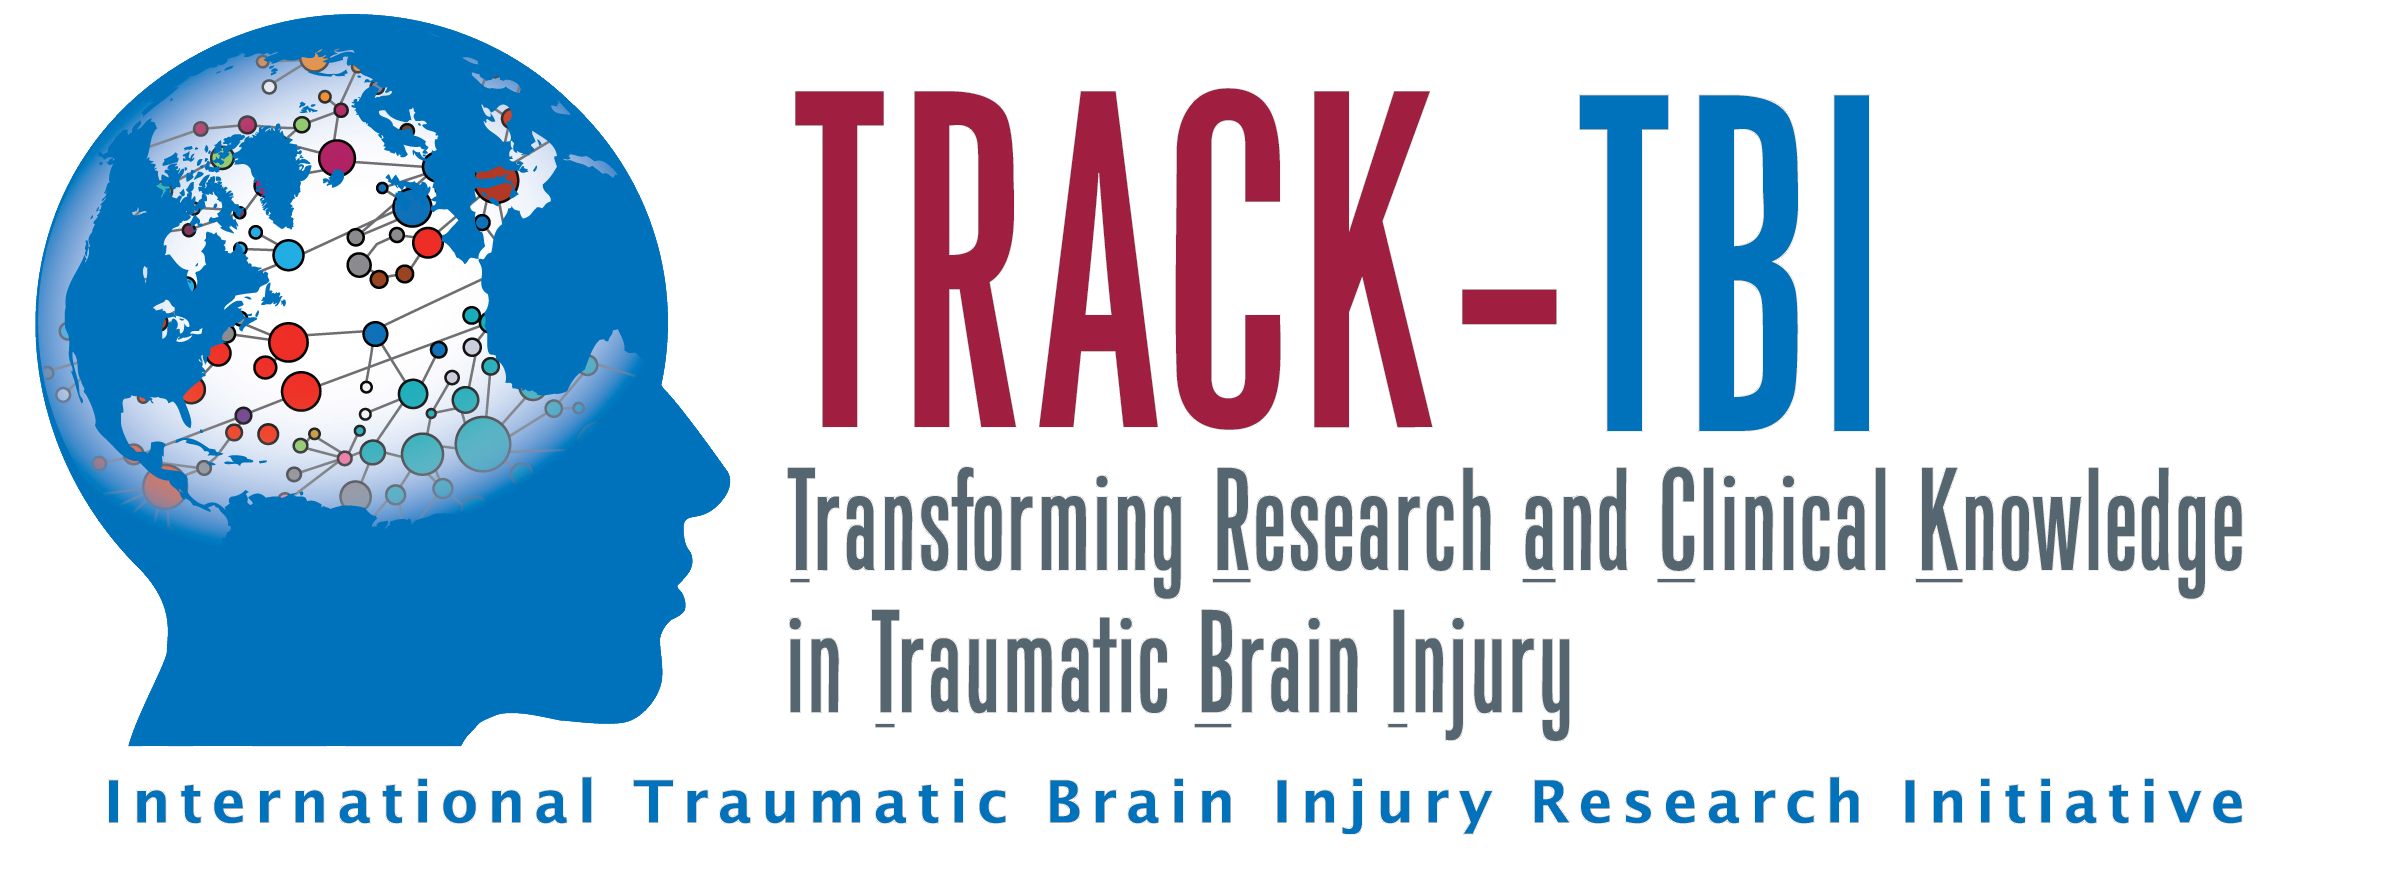 TRACK–TBI
Transforming Research and Clinical Knowledge
in Traumatic Brain Injury
International Traumatic Brain Injury Research Initiative